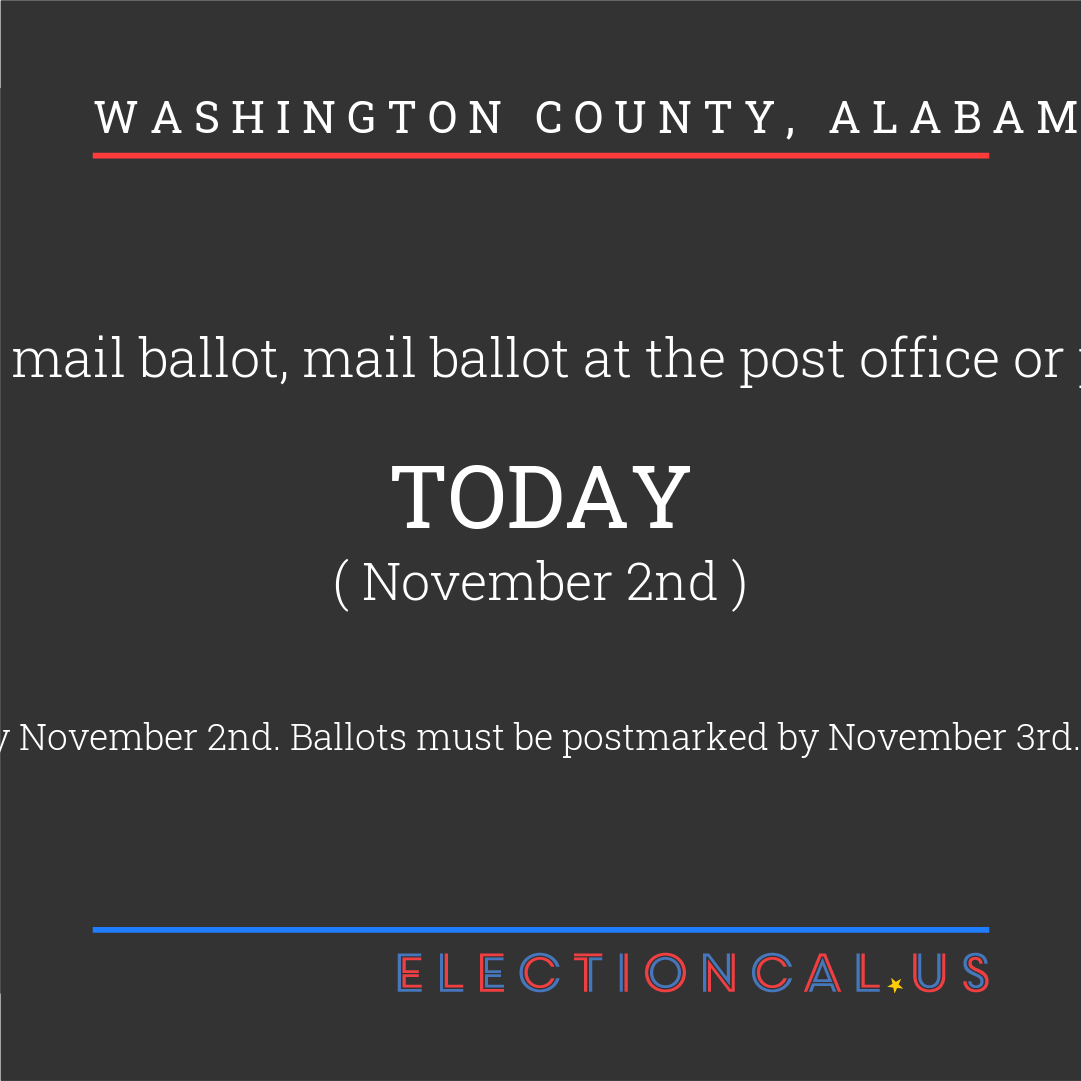 WASHINGTON COUNTY, ALABAM
mail ballot, mail ballot at the post office or
TODAY
( November 2nd )
November 2nd. Ballots must be postmarked by November 3rd.
ELECTIONCAL.US